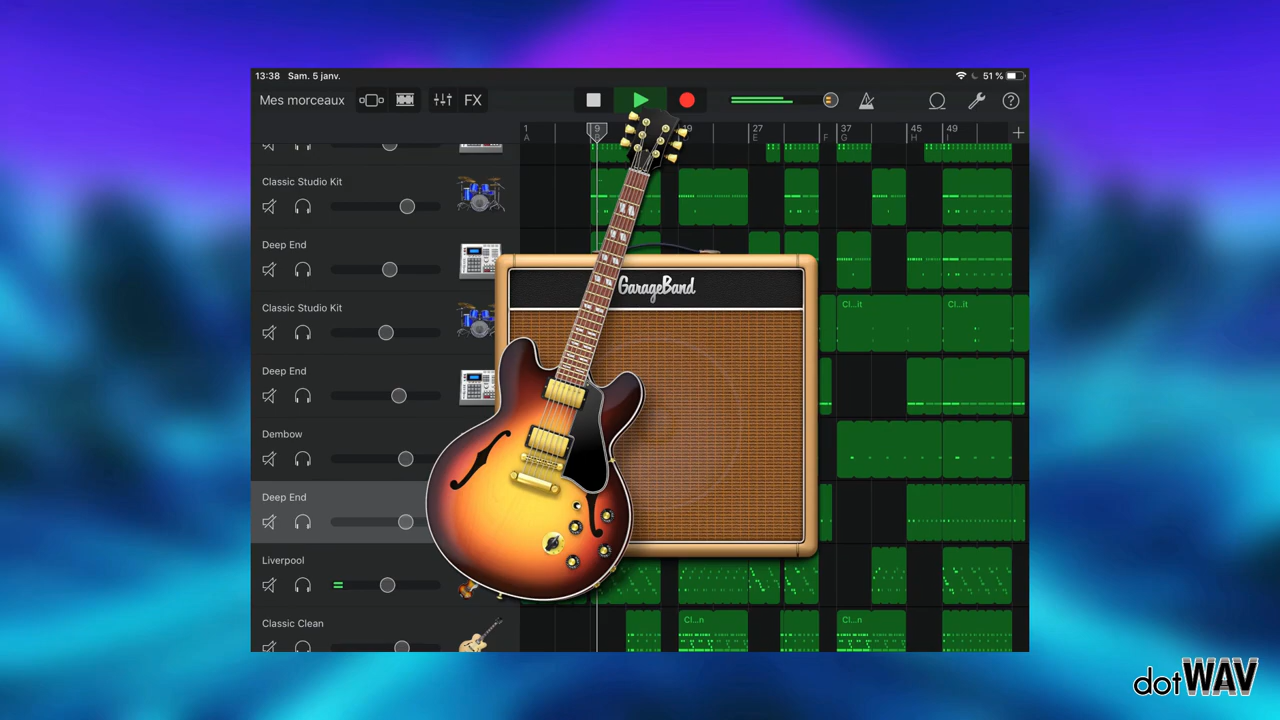 13:38 Sam. 5 janv.
51 %
Mes morceaux
FX
1 9 19 27 37 45 49
A B E F G H I
Classic Studio Kit
Deep End
Classic Studio Kit
GarageBand
Cl...it Cl...it
Deep End
Dembow
Deep End
Liverpool
Classic Clean
Cl...n Cl...n
dotWAV